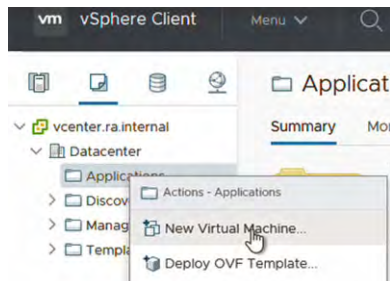 vm vSphere Client Menu
Applicat
vcenter.ra.internal
Summary Mo
Datacenter
Applications
Actions - Applications
Discov
Manag
New Virtual Machine...
Templa
Deploy OVF Template...